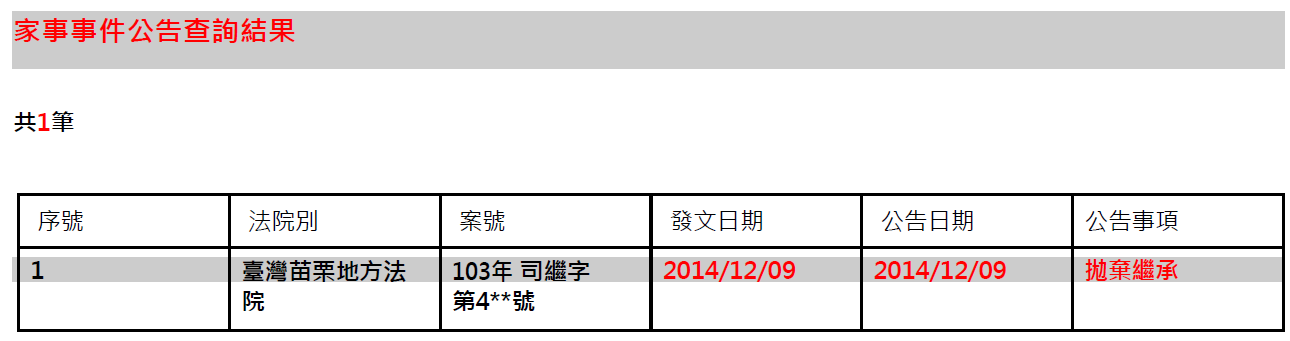 家事事件公告查詢結果
共1筆
序號 法院別 案號 發文日期 公告日期 公告事項
1 臺灣苗栗地方法 103年 司繼字 2014/12/09 2014/12/09 拋棄繼承
院 第4**號